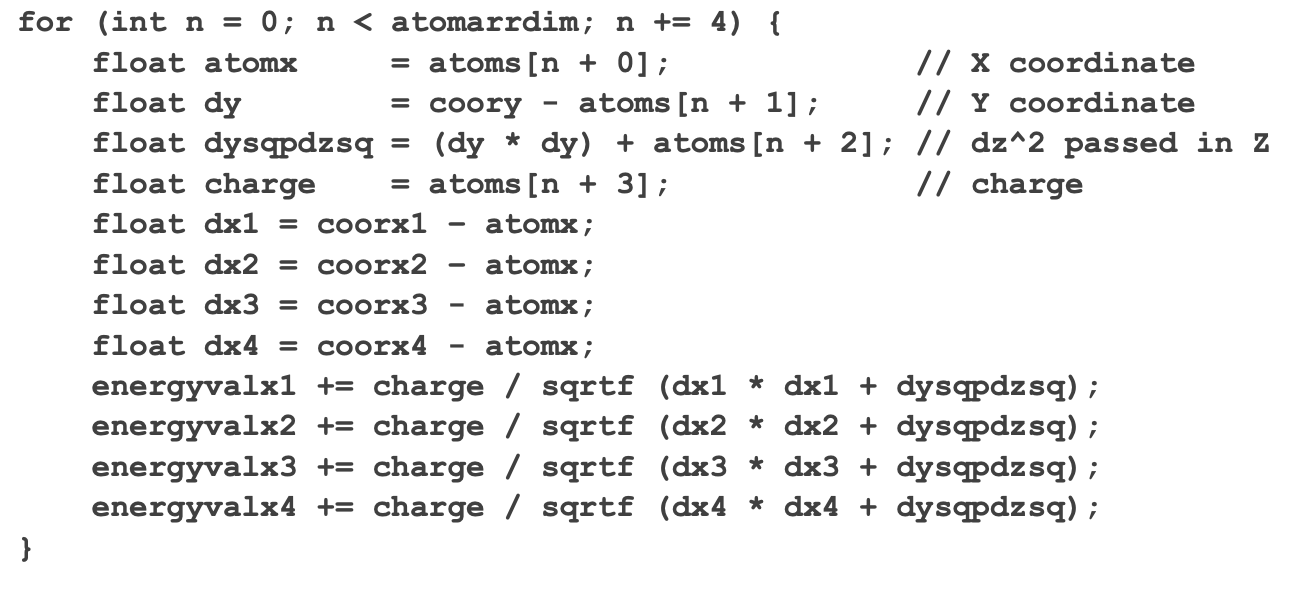 for (int n = 0; n < atomarrdim; n += 4) {
    float atomx     = atoms[n + 0];             // X coordinate
    float dy        = coory - atoms[n + 1];     // Y coordinate
    float dysqpdzsq = (dy * dy) + atoms[n + 2]; // dz^2 passed in Z
    float charge    = atoms[n + 3];             // charge
    float dx1 = coorx1 – atomx;
    float dx2 = coorx2 – atomx;
    float dx3 = coorx3 - atomx;
    float dx4 = coorx4 - atomx;
    energyvalx1 += charge / sqrtf (dx1 * dx1 + dysqpdzsq);
    energyvalx2 += charge / sqrtf (dx2 * dx2 + dysqpdzsq);
    energyvalx3 += charge / sqrtf (dx3 * dx3 + dysqpdzsq);
    energyvalx4 += charge / sqrtf (dx4 * dx4 + dysqpdzsq);
}